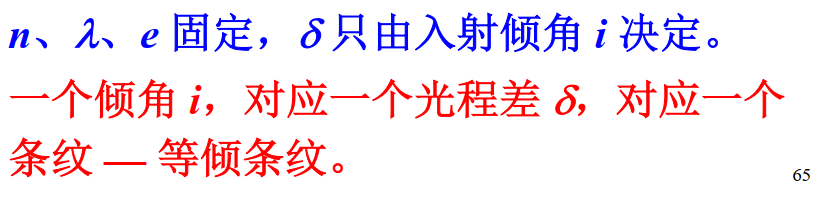 n、λ、e 固定，δ 只由入射倾角 i 决定。
一个倾角 i，对应一个光程差 δ，对应一个
条纹 — 等倾条纹。
65